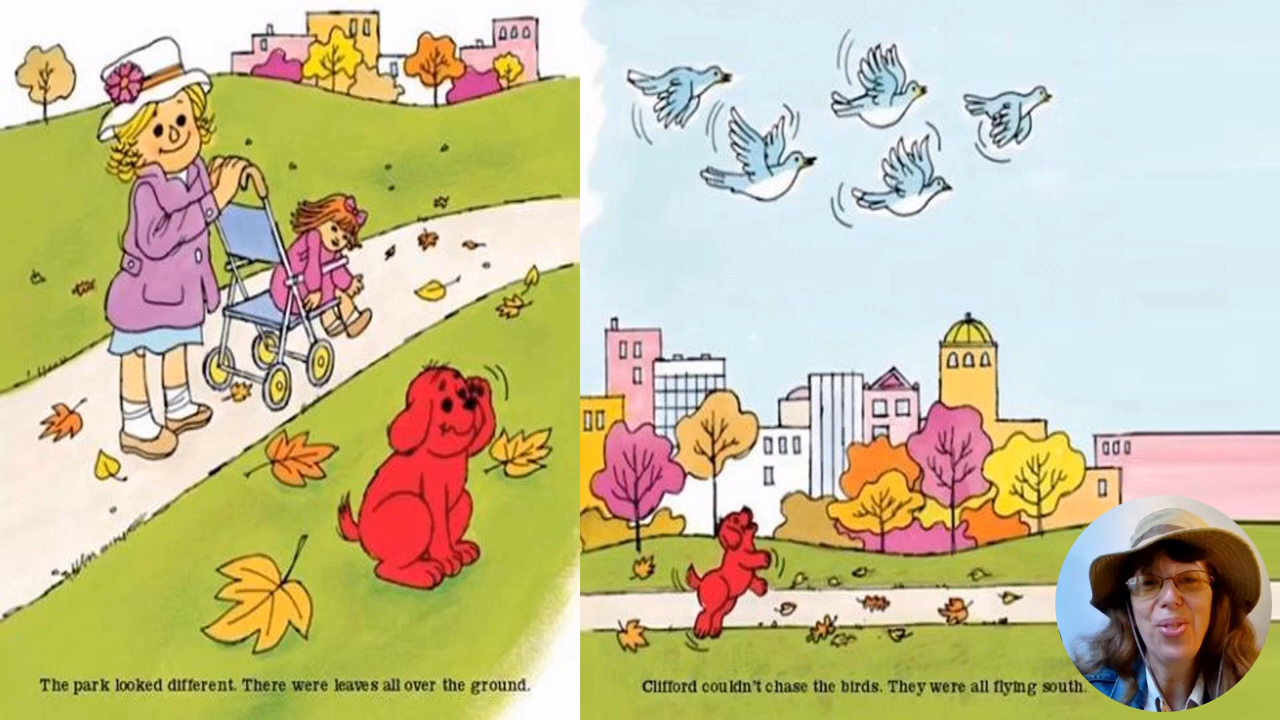 The park looked different. There were leaves all over the ground.
Clifford couldn't chase the birds. They were all flying south.